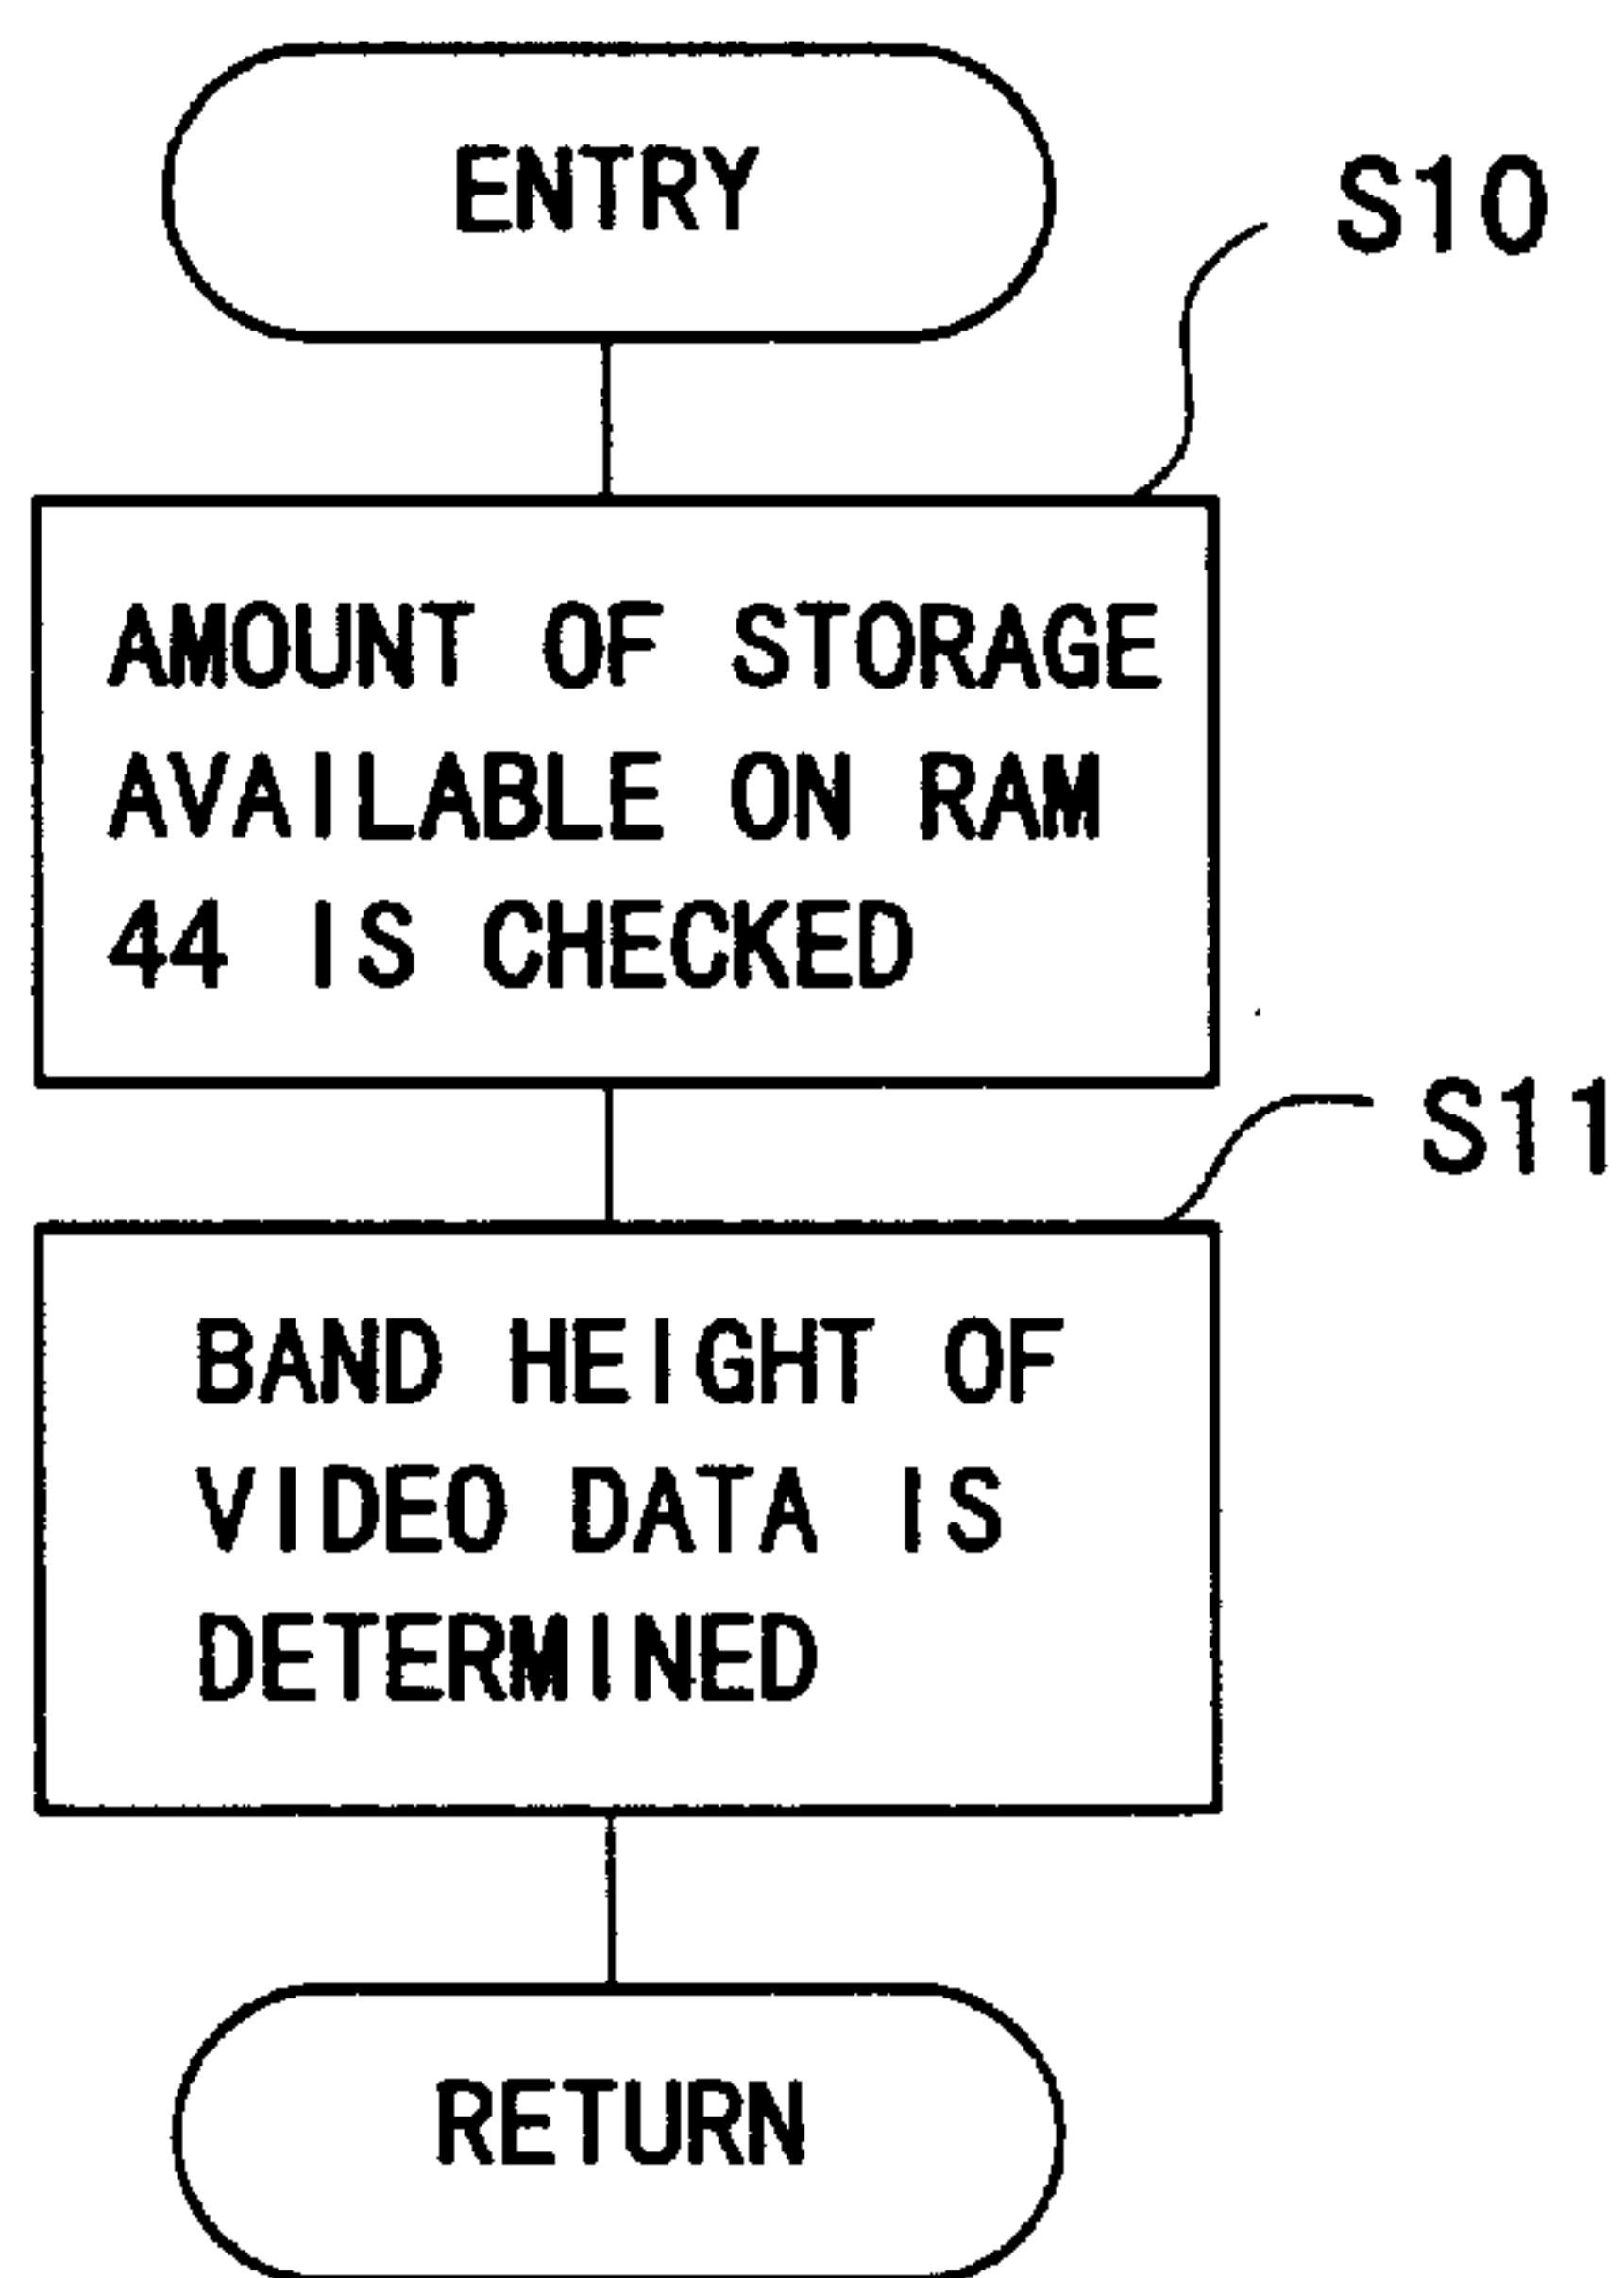 ENTRY
S10
AMOUNT OF STORAGE
AVAILABLE ON RAM
44 IS CHECKED
S11
BAND HEIGHT OF
VIDEO DATA IS
DETERMINED
RETURN